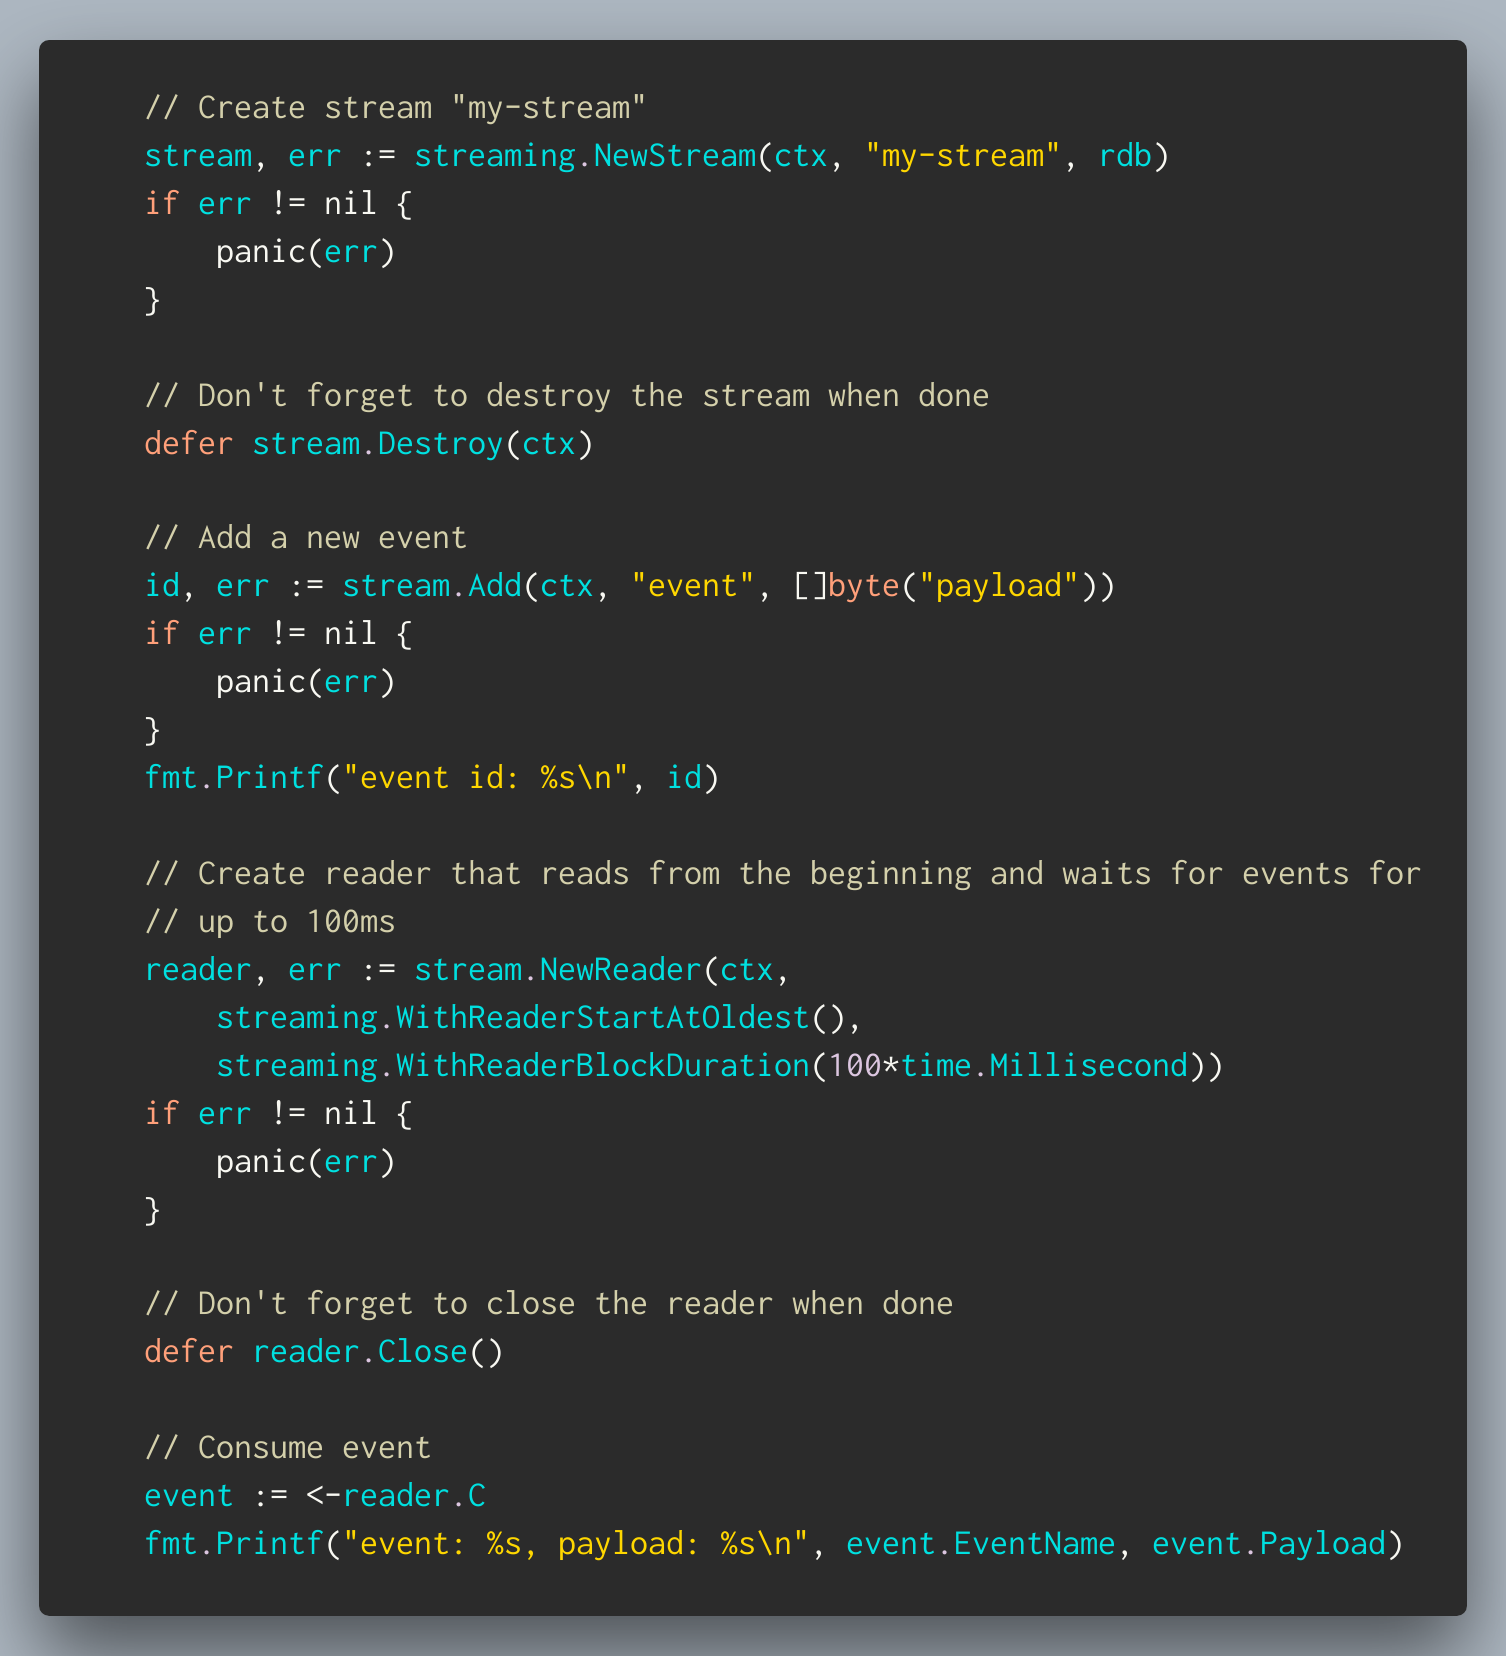 // Create stream "my-stream"
stream, err := streaming.NewStream(ctx, "my-stream", rdb)
if err != nil {
    panic(err)
}

// Don't forget to destroy the stream when done
defer stream.Destroy(ctx)

// Add a new event
id, err := stream.Add(ctx, "event", []byte("payload"))
if err != nil {
    panic(err)
}
fmt.Printf("event id: %s\n", id)

// Create reader that reads from the beginning and waits for events for
// up to 100ms
reader, err := stream.NewReader(ctx,
    streaming.WithReaderStartAtOldest(),
    streaming.WithReaderBlockDuration(100*time.Millisecond))
if err != nil {
    panic(err)
}

// Don't forget to close the reader when done
defer reader.Close()

// Consume event
event := <-reader.C
fmt.Printf("event: %s, payload: %s\n", event.EventName, event.Payload)